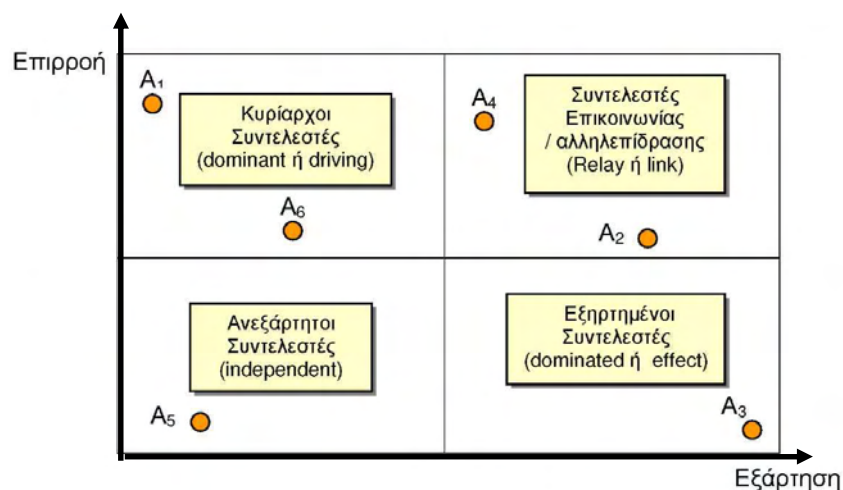 Επιρροή
A₁
Κυρίαρχοι
Συντελεστές
(dominant ή driving)
A₄
Συντελεστές
Επικοινωνίας
/ αλληλεπίδρασης
(Relay ή link)
A₆
A₂
Ανεξάρτητοι
Συντελεστές
(independent)
Εξηρτημένοι
Συντελεστές
(dominated ή effect)
A₅
A₃
Εξάρτηση